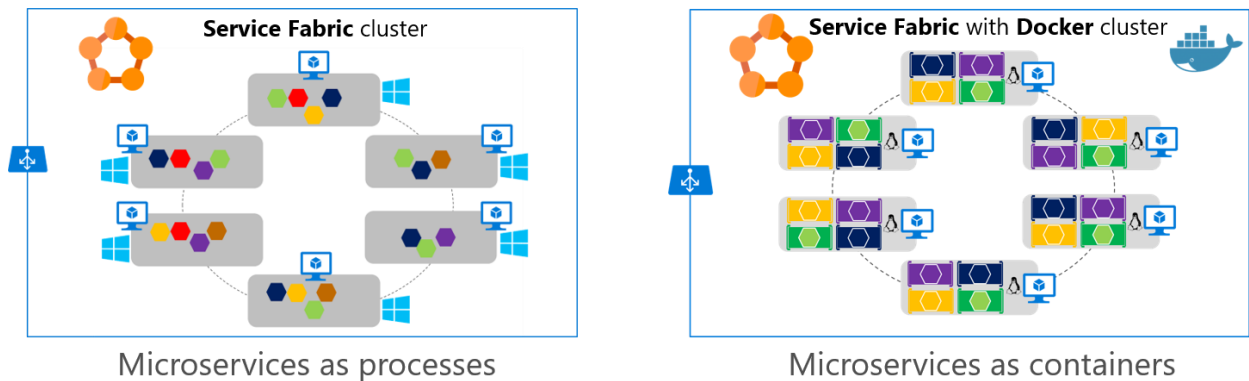 Service Fabric cluster
Service Fabric with Docker cluster
Microservices as processes
Microservices as containers